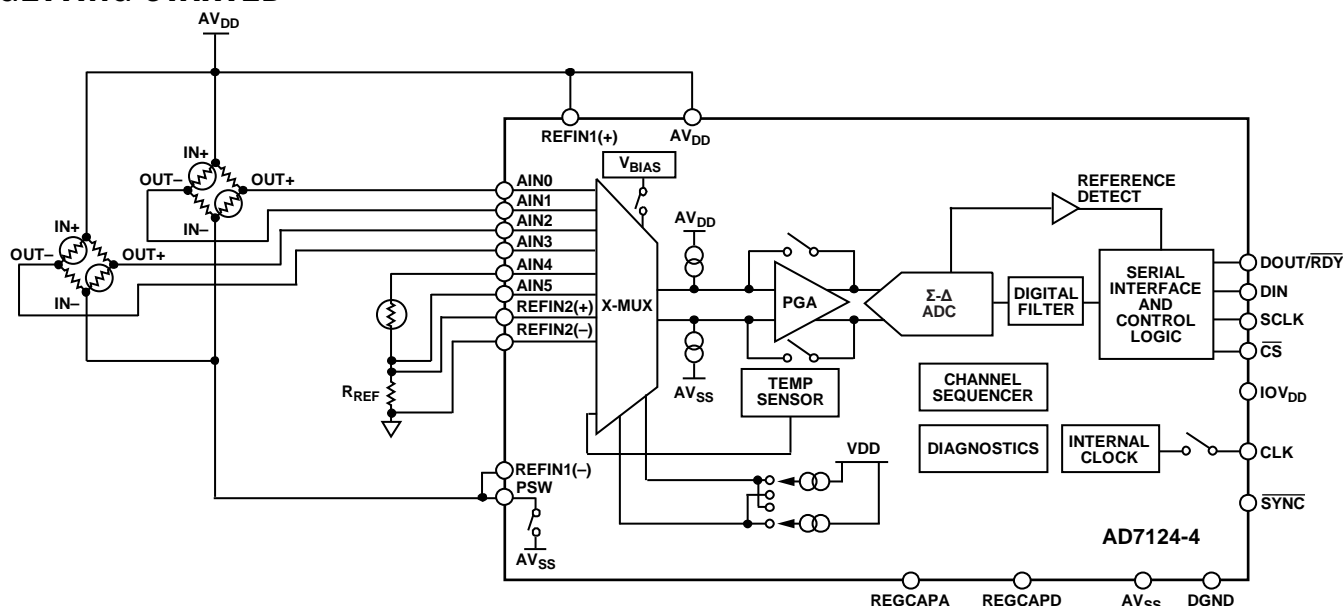 GETTING STARTED
AVDD
REFIN1(+)
AVDD
IN+
OUT–
OUT+
IN–
IN+
OUT–
OUT+
IN–
RREF
AIN0
AIN1
AIN2
AIN3
AIN4
AIN5
REFIN2(+)
REFIN2(–)
REFIN1(–)
PSW
AVSS
VBIAS
X-MUX
AVDD
AVSS
PGA
TEMP
SENSOR
VDD
Σ-Δ
ADC
DIGITAL
FILTER
REFERENCE
DETECT
SERIAL
INTERFACE
AND
CONTROL
LOGIC
CHANNEL
SEQUENCER
DIAGNOSTICS
INTERNAL
CLOCK
DOUT/RDY
DIN
SCLK
CS
IOVDD
CLK
SYNC
AD7124-4
REGCAPA
REGCAPD
AVSS
DGND